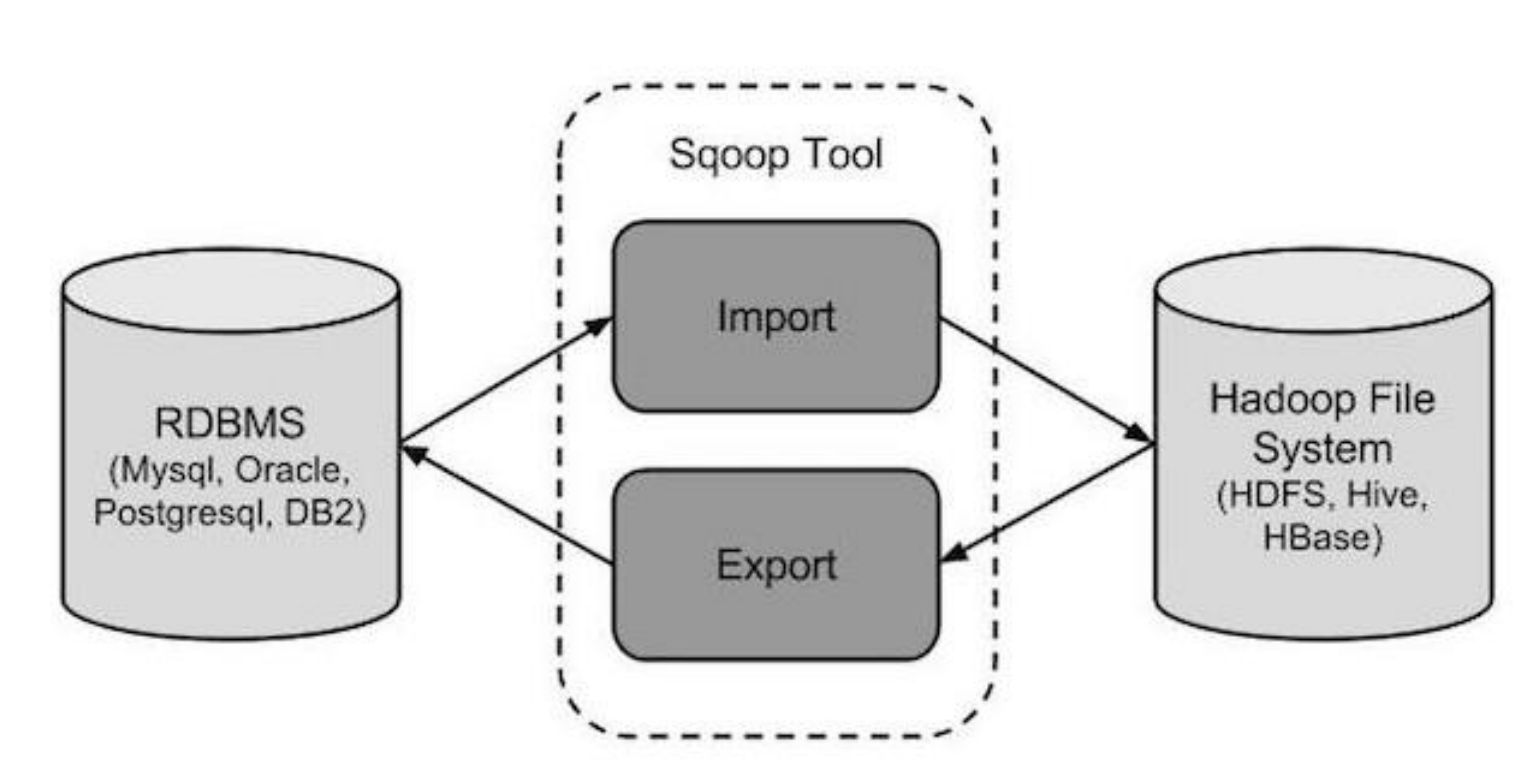 Sqoop Tool
Import
RDBMS
(Mysql, Oracle,
Postgresql, DB2)
Hadoop File
System
(HDFS, Hive,
HBase)
Export